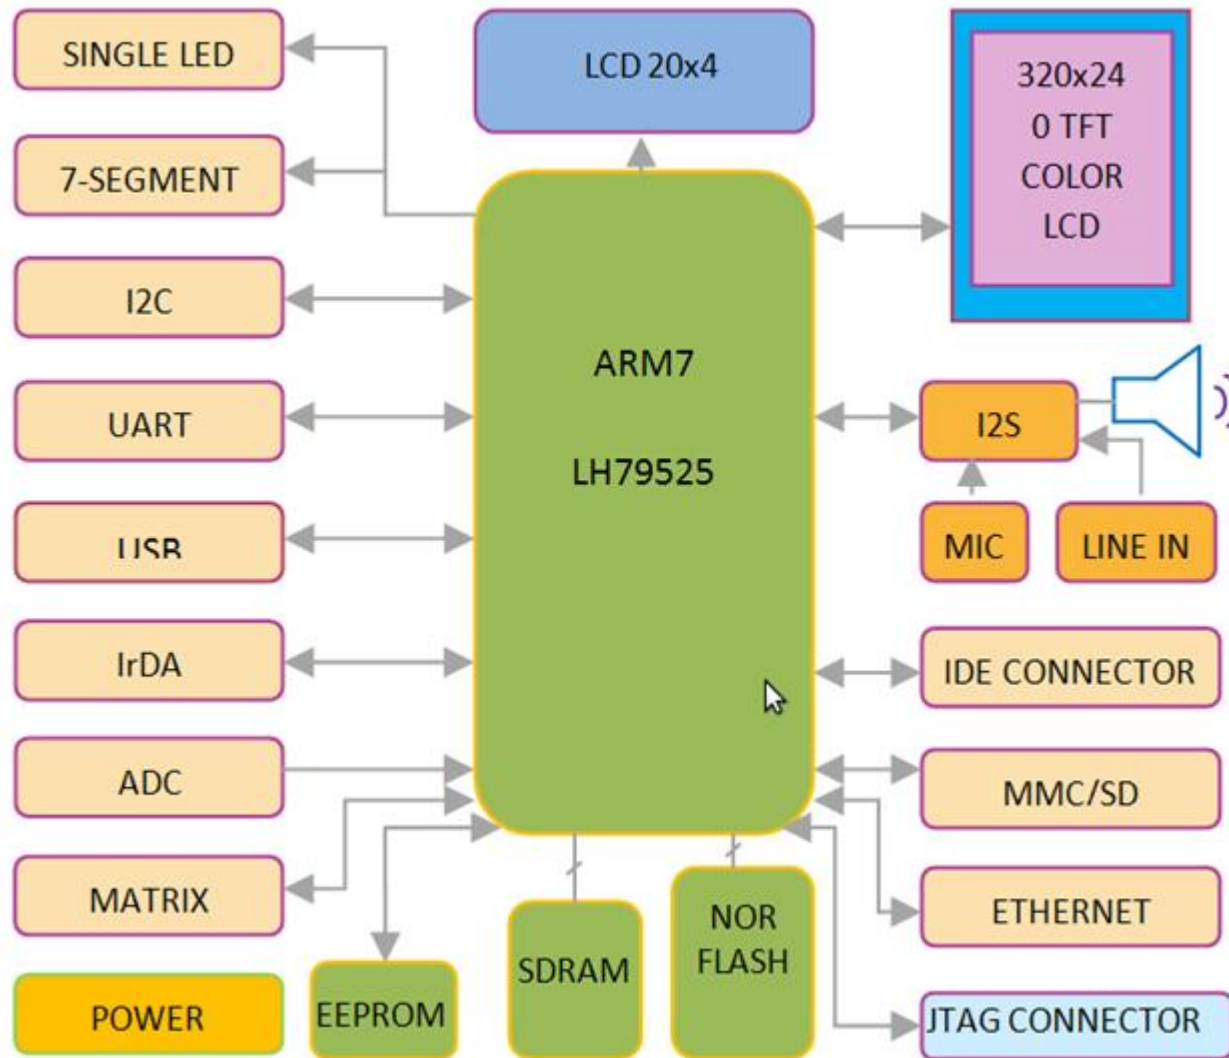 SINGLE LED
7-SEGMENT
I2C
UART
USB
IrDA
ADC
MATRIX
POWER
LCD 20x4
ARM7
LH79525
EEPROM
SDRAM
NOR
FLASH
320x24
0 TFT
COLOR
LCD
I2S
MIC
LINE IN
IDE CONNECTOR
MMC/SD
ETHERNET
JTAG CONNECTOR